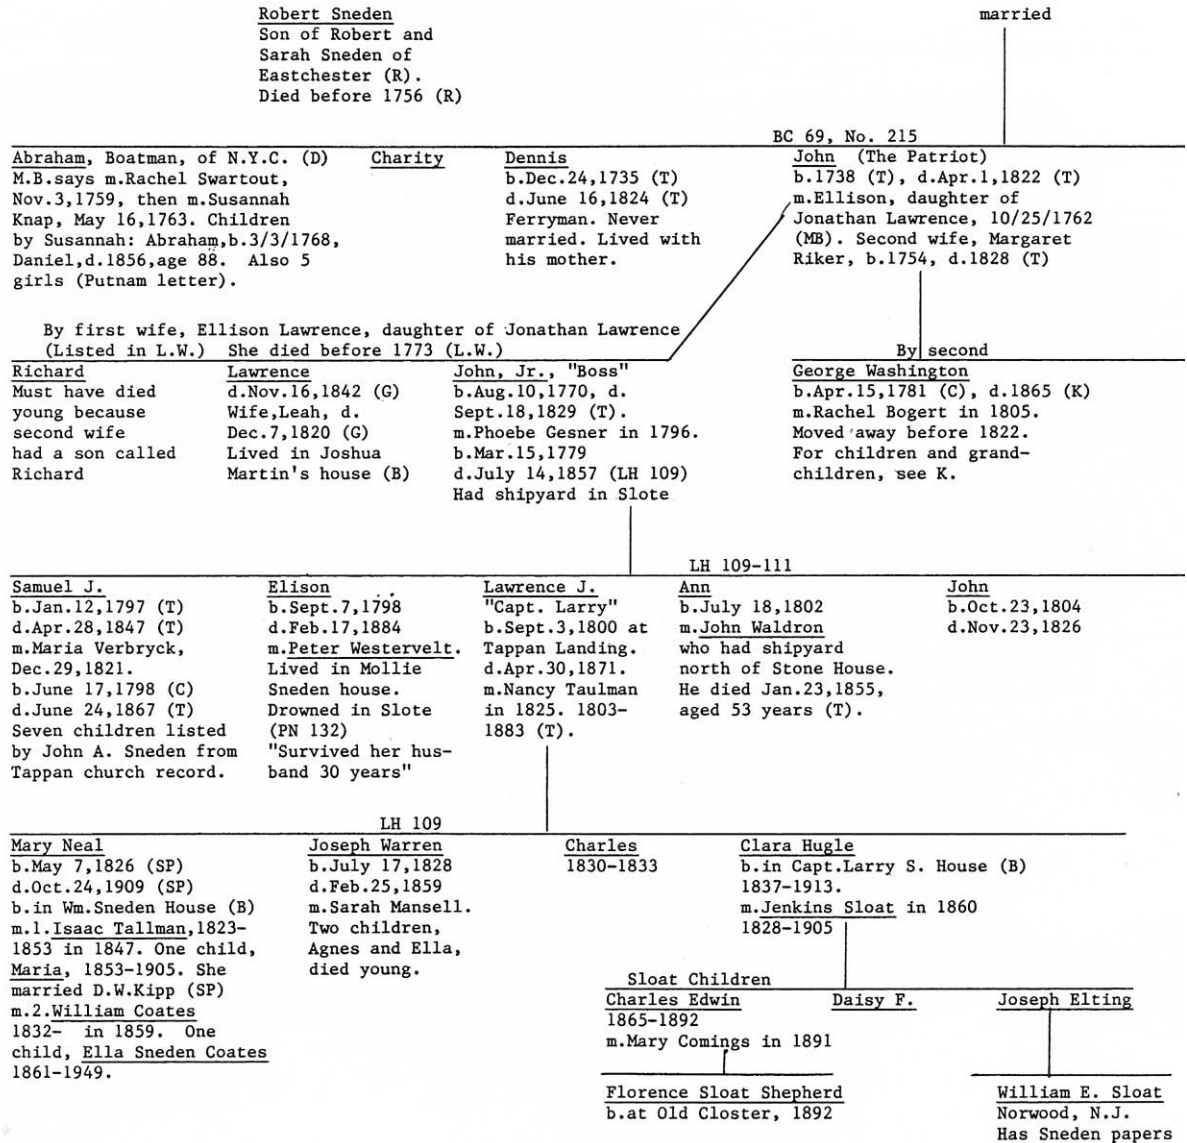 Robert Sneden
Son of Robert and
Sarah Sneden of
Eastchester (R).
Died before 1756 (R)
married
BC 69, No. 215
Abraham, Boatman, of N.Y.C. (D)
M.B.says m.Rachel Swartout,
Nov.3,1759, then m.Susannah
Knap, May 16,1763. Children
by Susannah: Abraham,b.3/3/1768,
Daniel,d.1856,age 88. Also 5
girls (Putnam letter).
Charity
Dennis
b.Dec.24,1735 (T)
d.June 16,1824 (T)
Ferryman. Never
married. Lived with
his mother.
John (The Patriot)
b.1738 (T), d.Apr.1,1822 (T)
m.Ellison, daughter of
Jonathan Lawrence, 10/25/1762
(MB). Second wife, Margaret
Riker, b.1754, d.1828 (T)
By first wife, Ellison Lawrence, daughter of Jonathan Lawrence
(Listed in L.W.) She died before 1773 (L.W.)
By second
Richard
Must have died
young because
second wife
had a son called
Richard
Lawrence
d.Nov.16,1842 (G)
Wife,Leah, d.
Dec.7,1820 (G)
Lived in Joshua
Martin's house (B)
John, Jr., "Boss"
b.Aug.10,1770, d.
Sept.18,1829 (T).
m.Phoebe Gesner in 1796.
b.Mar.15,1779
d.July 14,1857 (LH 109)
Had shipyard in Slote
George Washington
b.Apr.15,1781 (C), d.1865 (K)
m.Rachel Bogert in 1805.
Moved away before 1822.
For children and grand-
children, see K.
LH 109-111
Samuel J.
b.Jan.12,1797 (T)
d.Apr.28,1847 (T)
m.Maria Verbryck,
Dec.29,1821.
b.June 17,1798 (C)
d.June 24,1867 (T)
Seven children listed
by John A. Sneden from
Tappan church record.
Elison
b.Sept.7,1798
d.Feb.17,1884
m.Peter Westervelt.
Lived in Mollie
Sneden house.
Drowned in Slote
(PN 132)
"Survived her hus-
band 30 years"
Lawrence J.
"Capt. Larry"
b.Sept.3,1800 at
Tappan Landing.
d.Apr.30,1871.
m.Nancy Taulman
in 1825. 1803-
1883 (T).
Ann
b.July 18,1802
m.John Waldron
who had shipyard
north of Stone House.
He died Jan.23,1855,
aged 53 years (T).
John
b.Oct.23,1804
d.Nov.23,1826
LH 109
Mary Neal
b.May 7,1826 (SP)
d.Oct.24,1909 (SP)
b.in Wm.Sneden House (B)
m.1.Isaac Tallman,1823-
1853 in 1847. One child,
Maria, 1853-1905. She
married D.W.Kipp (SP)
m.2.William Coates
1832- in 1859. One
child, Ella Sneden Coates
1861-1949.
Joseph Warren
b.July 17,1828
d.Feb.25,1859
m.Sarah Mansell.
Two children,
Agnes and Ella,
died young.
Charles
1830-1833
Clara Hugle
b.in Capt.Larry S. House (B)
1837-1913.
m.Jenkins Sloat in 1860
1828-1905
Sloat Children
Charles Edwin
1865-1892
m.Mary Comings in 1891
Daisy F.
Joseph Elting
Florence Sloat Shepherd
b.at Old Closter, 1892
William E. Sloat
Norwood, N.J.
Has Sneden papers